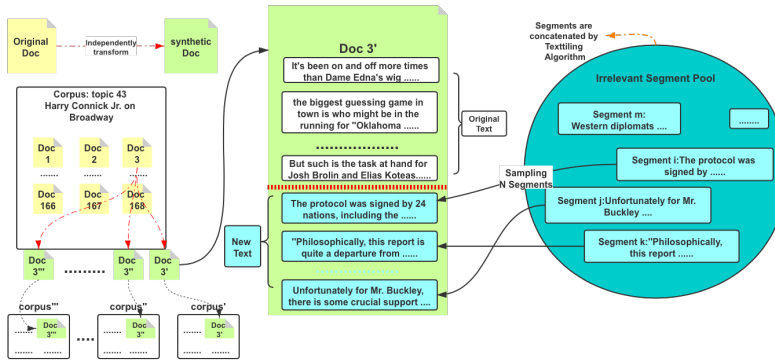 Original
Doc
independently
transform
synthetic
Doc
Corpus: topic 43
Harry Connick Jr. on
Broadway
Doc
1
Doc
2
Doc
3
.......
.......
Doc
166
Doc
167
Doc
168
Doc
3'''
.........
Doc
3''
Doc
3'
corpus'''
corpus''
corpus'
.......
Doc
3'''
.......
.......
....
.......
Doc
3''
.......
.......
.......
Doc
3'
.......
.......
Doc 3'
It's been on and off more times
than Dame Edna's wig ......
the biggest guessing game in
town is who might be in the
running for "Oklahoma ......
..................
But such is the task at hand for
Josh Brolin and Elias Koteas......
Original
Text
New
Text
The protocol was signed by 24
nations, including the ......
"Philosophically, this report is
quite a departure from ......
Unfortunately for Mr. Buckley,
there is some crucial support ....
Segments are
concatenated by
Texttiling
Algorithm
Irrelevant Segment Pool
Segment m:
Western diplomats ....
........
Sampling
N Segments
Segment i:The protocol was
signed by ......
Segment j:Unfortunately for Mr.
Buckley ....
Segment k:"Philosophically,
this report ......